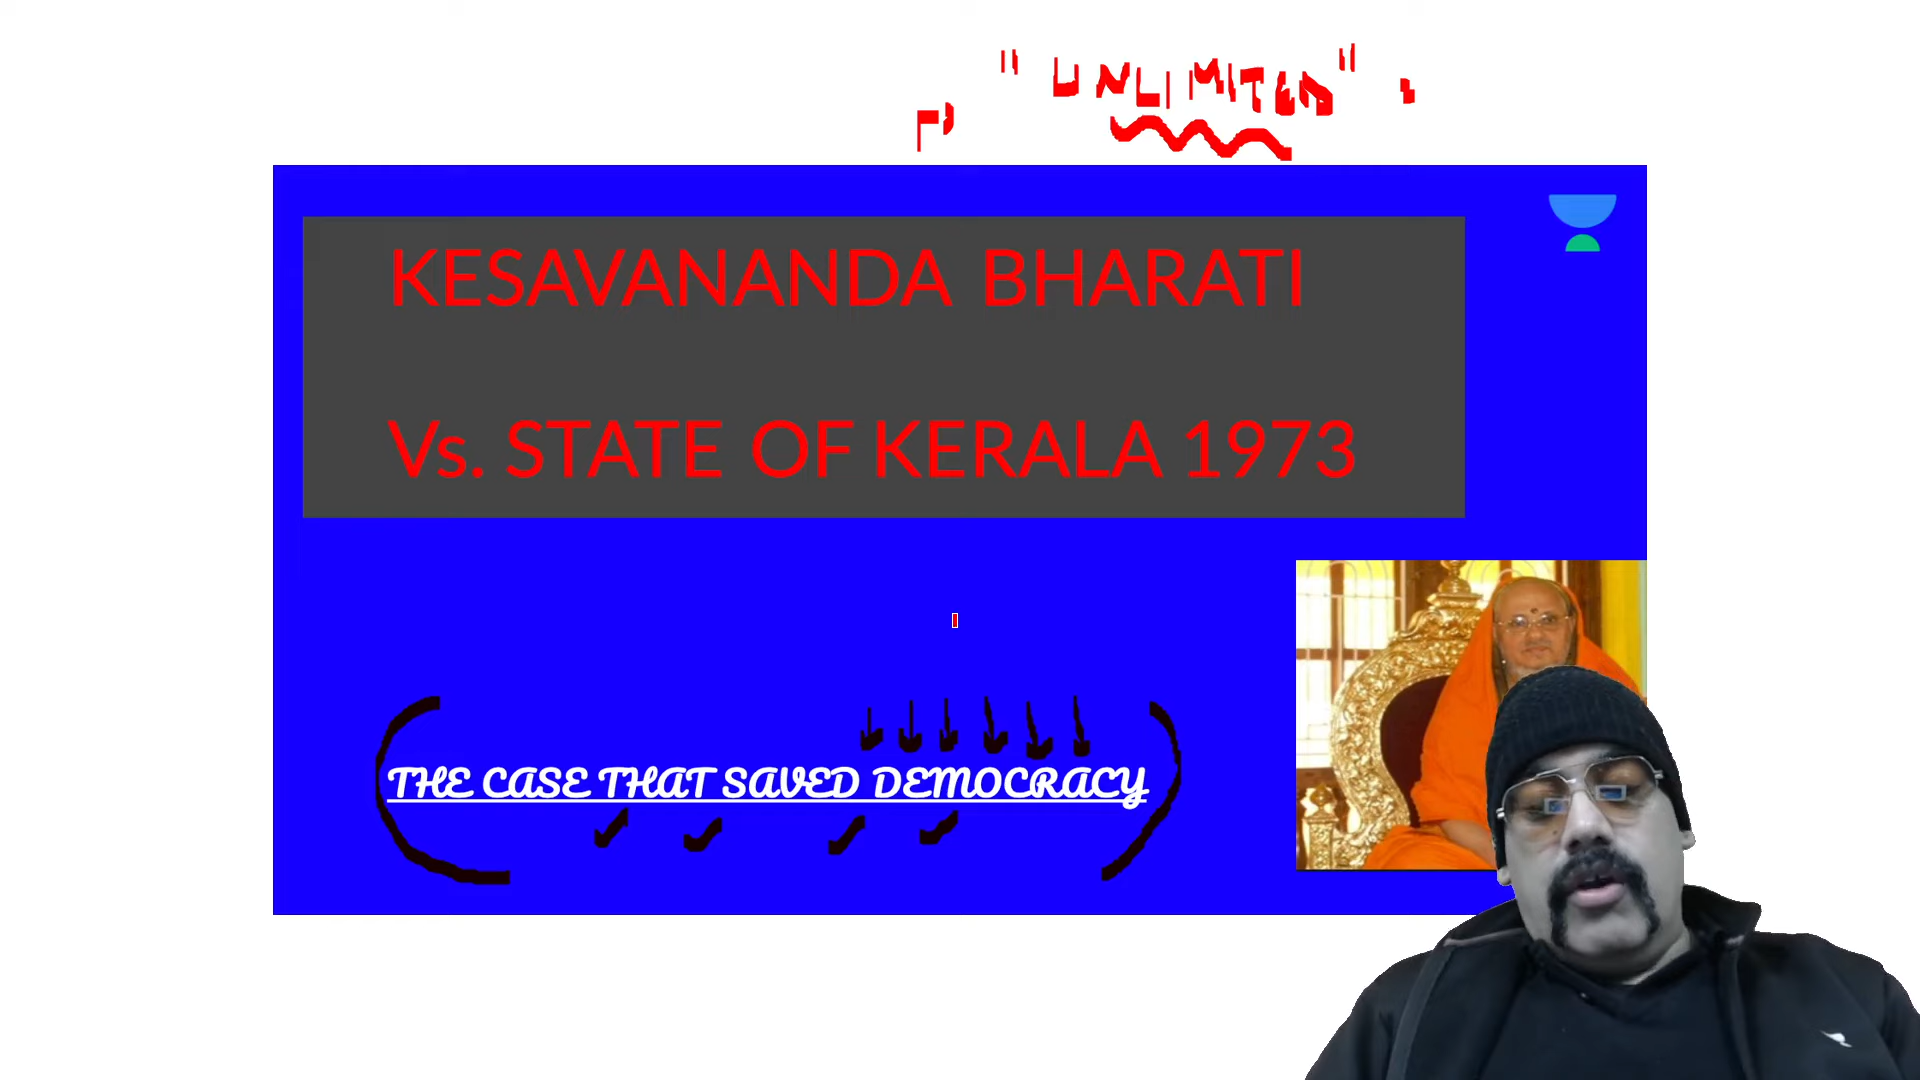 "UNLIMITED"
KESAVANANDA BHARATI
Vs. STATE OF KERALA 1973
THE CASE THAT SAVED DEMOCRACY